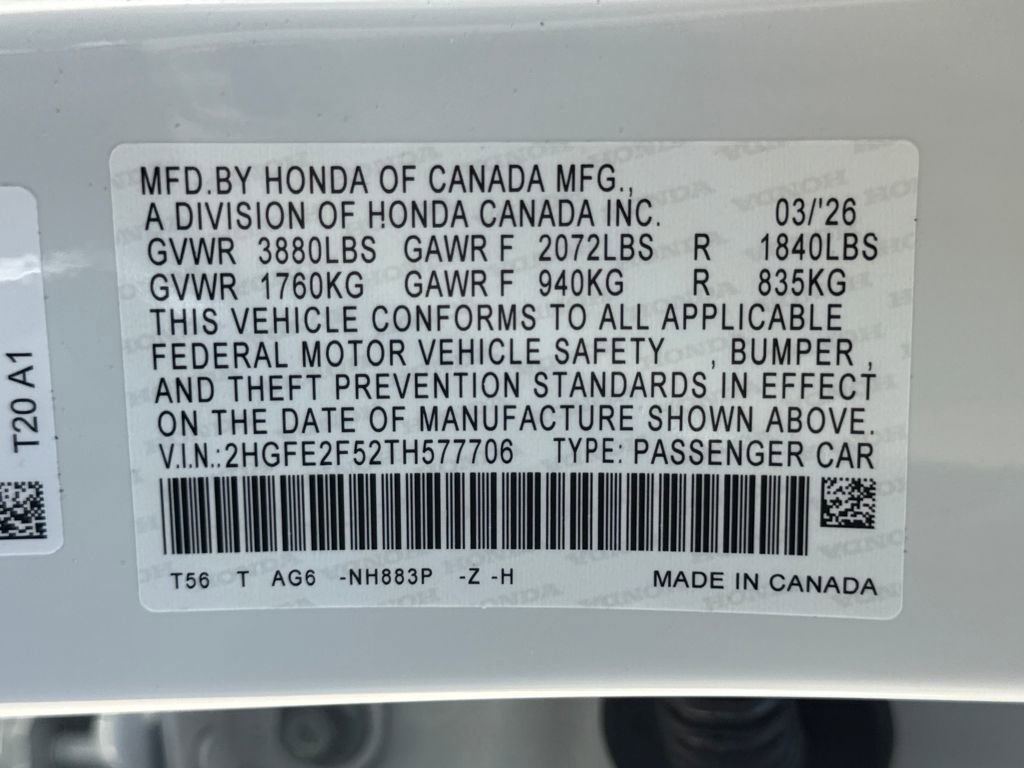 MFD.BY HONDA OF CANADA MFG.,
A DIVISION OF HONDA CANADA INC. 03/'26
GVWR 3880LBS GAWR F 2072LBS R 1840LBS
GVWR 1760KG GAWR F 940KG R 835KG
THIS VEHICLE CONFORMS TO ALL APPLICABLE
FEDERAL MOTOR VEHICLE SAFETY , BUMPER ,
AND THEFT PREVENTION STANDARDS IN EFFECT
ON THE DATE OF MANUFACTURE SHOWN ABOVE.
V.I.N.:2HGFE2F52TH577706 TYPE: PASSENGER CAR
T56 T AG6 -NH883P -Z -H MADE IN CANADA
T20 A1